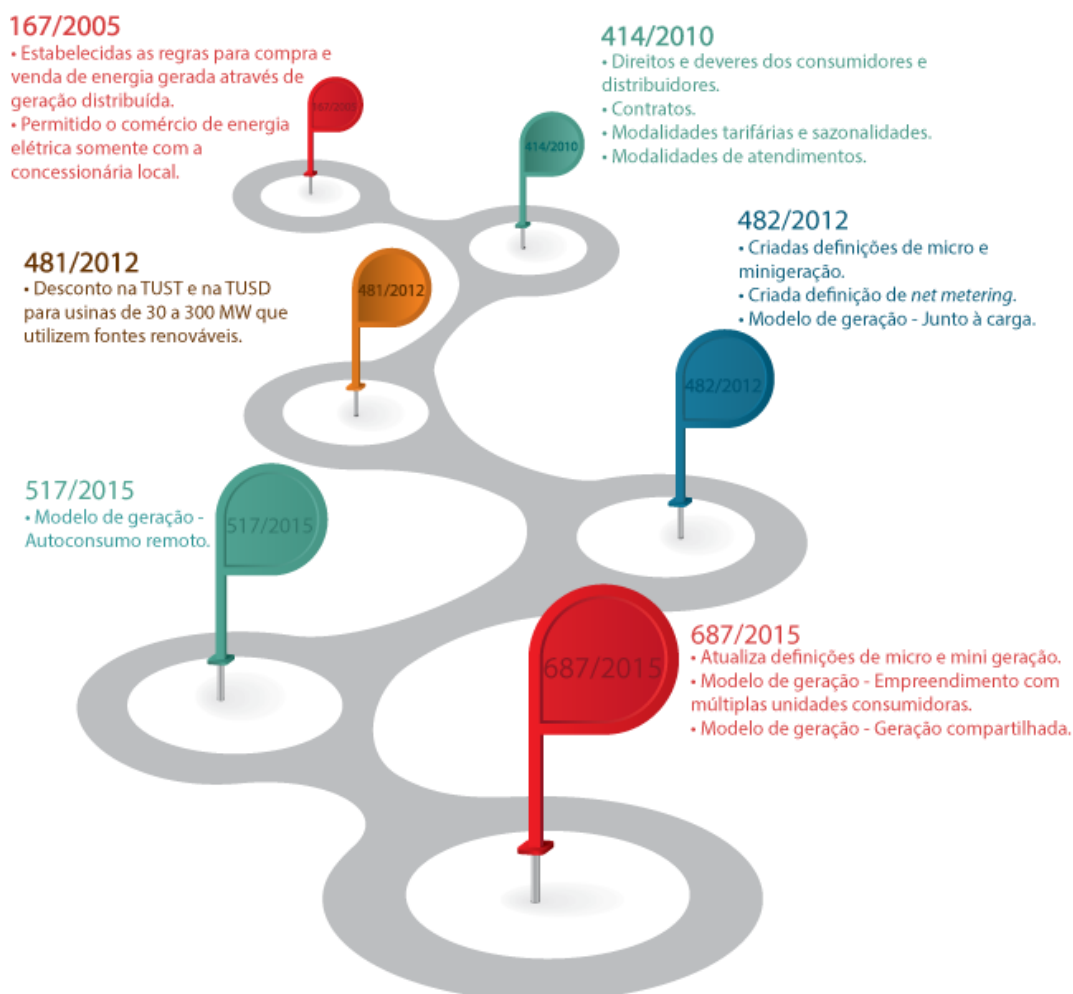 167/2005
• Estabelecidas as regras para compra e
venda de energia gerada através de
geração distribuída.
• Permitido o comércio de energia
elétrica somente com a
concessionária local.
167/2005
414/2010
• Direitos e deveres dos consumidores e
distribuidores.
• Contratos.
• Modalidades tarifárias e sazonalidades.
• Modalidades de atendimentos.
414/2010
481/2012
• Desconto na TUST e na TUSD
para usinas de 30 a 300 MW que
utilizem fontes renováveis.
481/2012
482/2012
• Criadas definições de micro e
minigeração.
• Criada definição de net metering.
• Modelo de geração - Junto à carga.
482/2012
517/2015
• Modelo de geração -
Autoconsumo remoto.
517/2015
687/2015
• Atualiza definições de micro e mini geração.
• Modelo de geração - Empreendimento com
múltiplas unidades consumidoras.
• Modelo de geração - Geração compartilhada.
687/2015